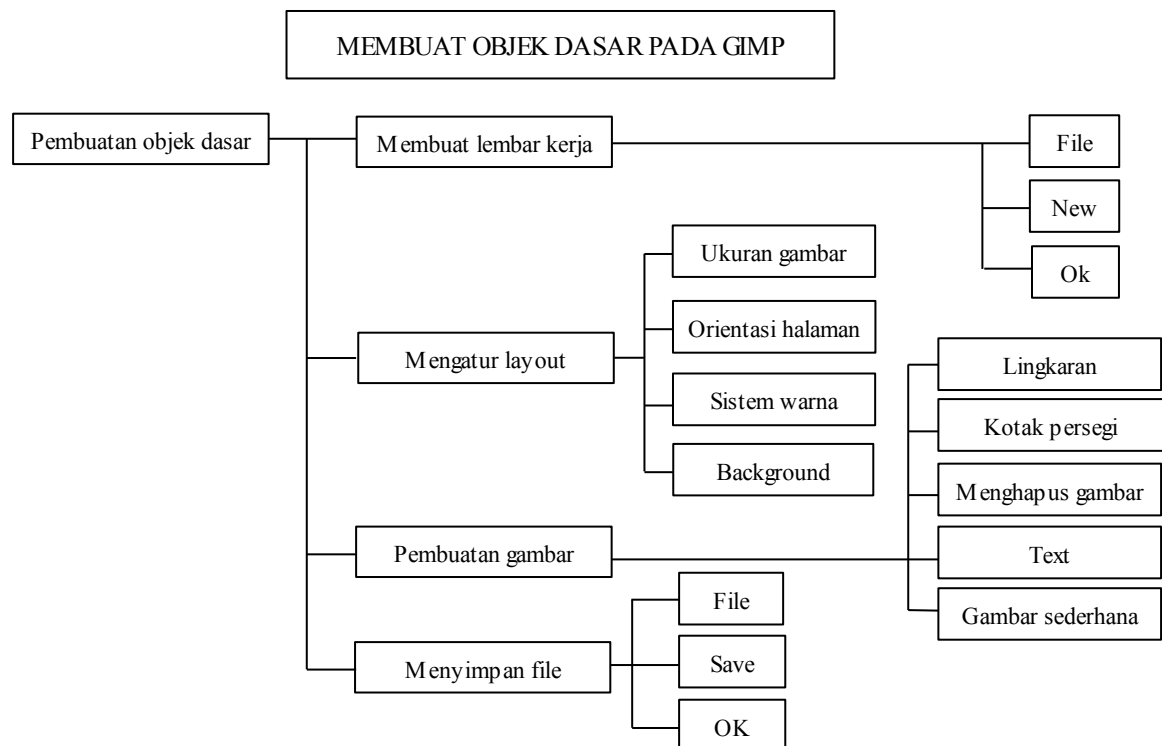 MEMBUAT OBJEK DASAR PADA GIMP
Pembuatan objek dasar
Membuat lembar kerja
File
New
Ok
Mengatur layout
Ukuran gambar
Orientasi halaman
Sistem warna
Background
Pembuatan gambar
Lingkaran
Kotak persegi
Menghapus gambar
Text
Gambar sederhana
Menyimpan file
File
Save
OK